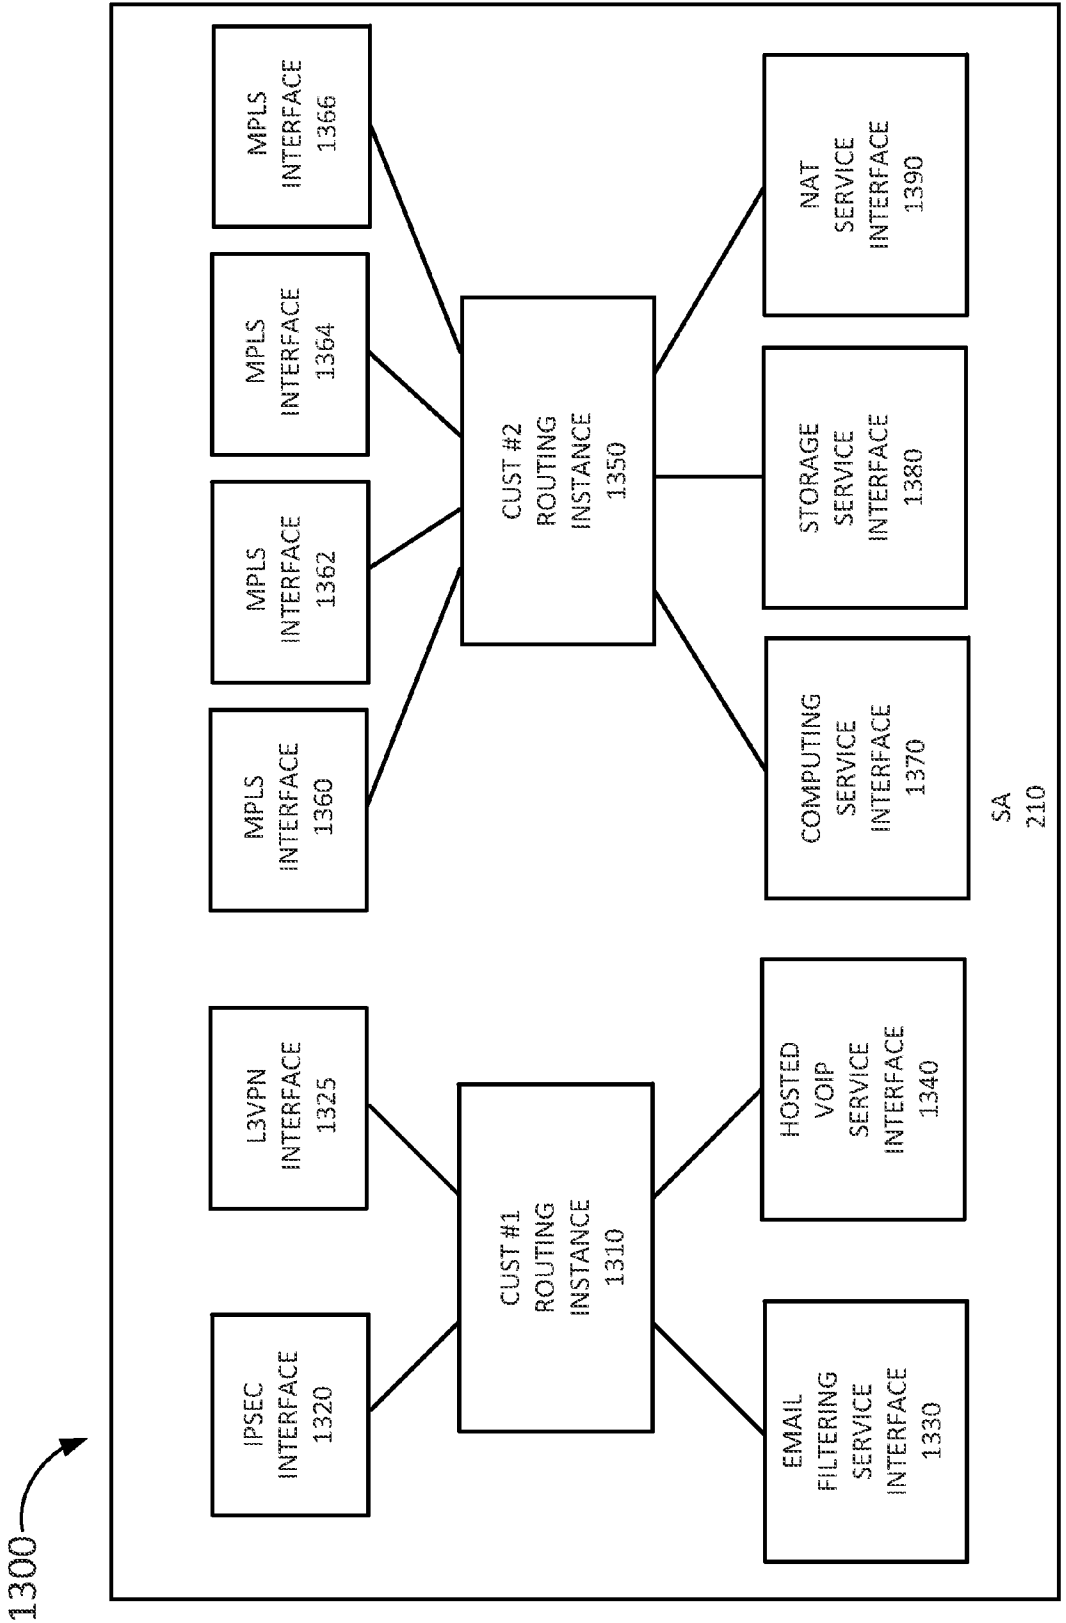 1300
IPSEC
INTERFACE
1320
L3VPN
INTERFACE
1325
MPLS
INTERFACE
1360
MPLS
INTERFACE
1362
MPLS
INTERFACE
1364
MPLS
INTERFACE
1366
CUST #1
ROUTING
INSTANCE
1310
CUST #2
ROUTING
INSTANCE
1350
EMAIL
FILTERING
SERVICE
INTERFACE
1330
HOSTED
VOIP
SERVICE
INTERFACE
1340
COMPUTING
SERVICE
INTERFACE
1370
STORAGE
SERVICE
INTERFACE
1380
NAT
SERVICE
INTERFACE
1390
SA
210